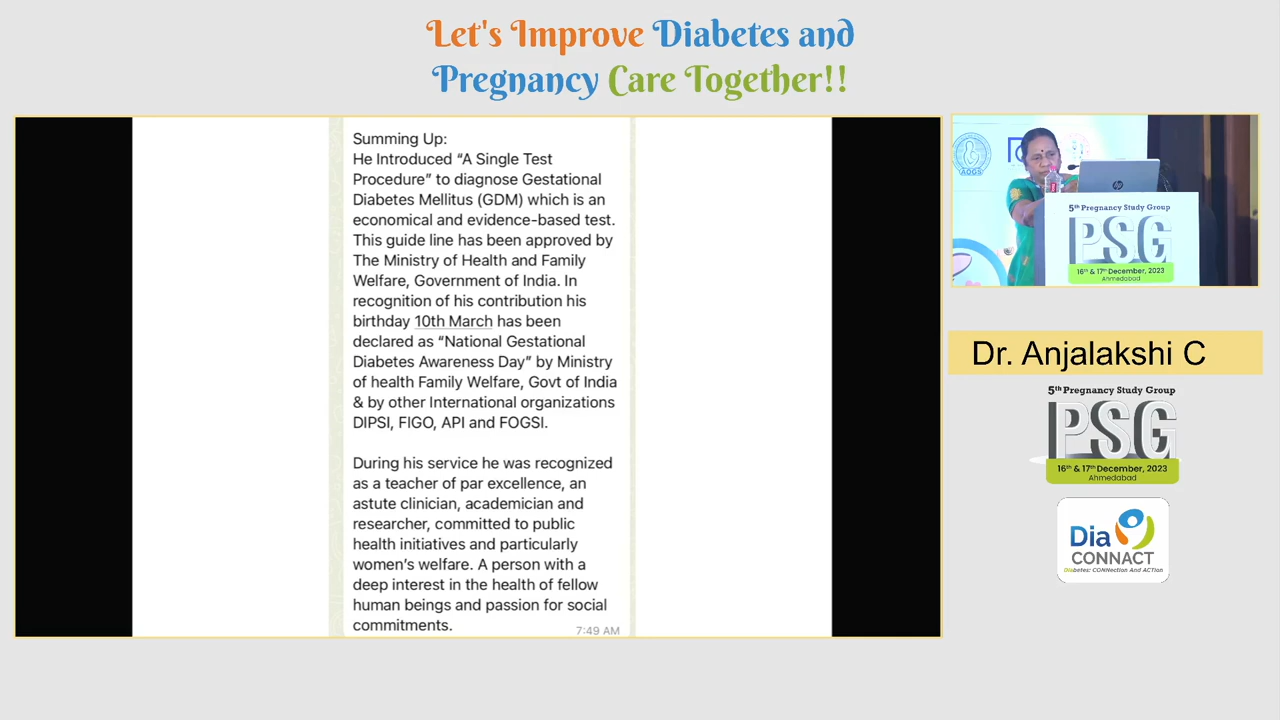 Let's Improve Diabetes and
Pregnancy Care Together!!
Summing Up:
He Introduced “A Single Test
Procedure” to diagnose Gestational
Diabetes Mellitus (GDM) which is an
economical and evidence-based test.
This guide line has been approved by
The Ministry of Health and Family
Welfare, Government of India. In
recognition of his contribution his
birthday 10th March has been
declared as “National Gestational
Diabetes Awareness Day” by Ministry
of health Family Welfare, Govt of India
& by other International organizations
DIPSI, FIGO, API and FOGSI.
During his service he was recognized
as a teacher of par excellence, an
astute clinician, academician and
researcher, committed to public
health initiatives and particularly
women's welfare. A person with a
deep interest in the health of fellow
human beings and passion for social
commitments.
7:49 AM
AOGS
hp
5th Pregnancy Study Group
PSG
16th & 17th December, 2023
Ahmedabad
Dr. Anjalakshi C
5th Pregnancy Study Group
PSG
16th & 17th December, 2023
Ahmedabad
Dia
CONNACT
Diabetes: CONNection And ACTion